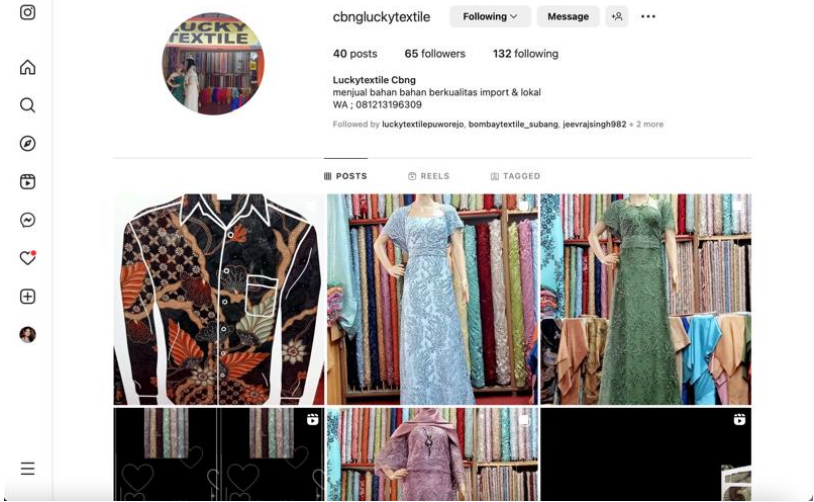 cbngluckytextile Following Message
40 posts 65 followers 132 following
Luckytextile Cbng
menjual bahan bahan berkualitas import & lokal
WA ; 081213196309
Followed by luckytextilepuworejo, bombaytextile_subang, jeevrajsingh982 + 2 more
LUCKY
TEXTILE
POSTS REELS TAGGED